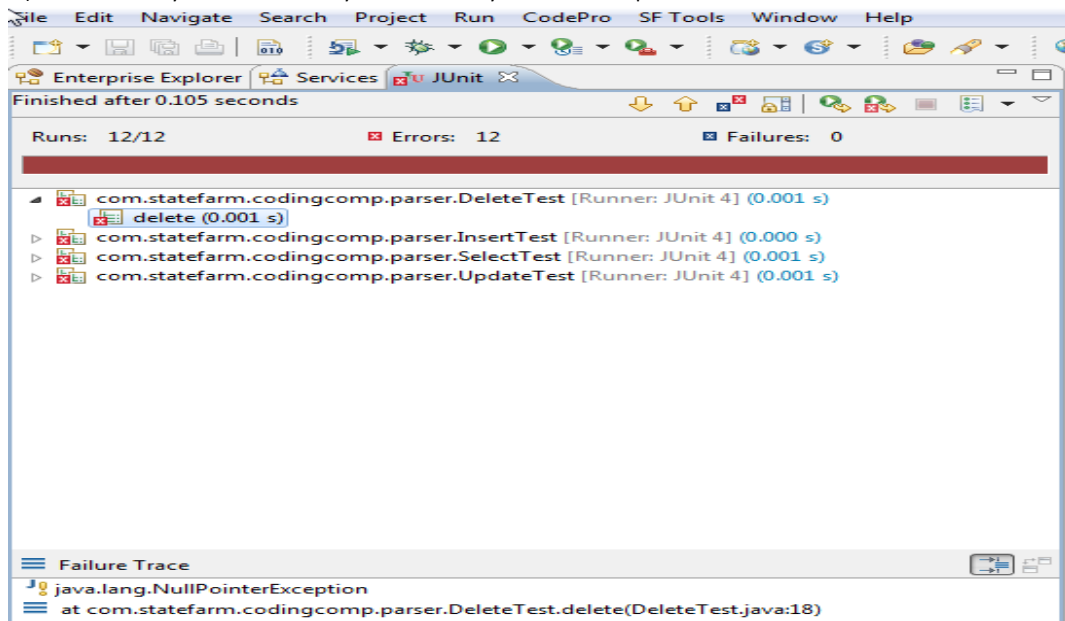 File Edit Navigate Search Project Run CodePro SF Tools Window Help
Enterprise Explorer Services JUnit
Finished after 0.105 seconds
Runs: 12/12 Errors: 12 Failures: 0
com.statefarm.codingcomp.parser.DeleteTest [Runner: JUnit 4] (0.001 s)
delete (0.001 s)
com.statefarm.codingcomp.parser.InsertTest [Runner: JUnit 4] (0.000 s)
com.statefarm.codingcomp.parser.SelectTest [Runner: JUnit 4] (0.001 s)
com.statefarm.codingcomp.parser.UpdateTest [Runner: JUnit 4] (0.001 s)
Failure Trace
java.lang.NullPointerException
at com.statefarm.codingcomp.parser.DeleteTest.delete(DeleteTest.java:18)